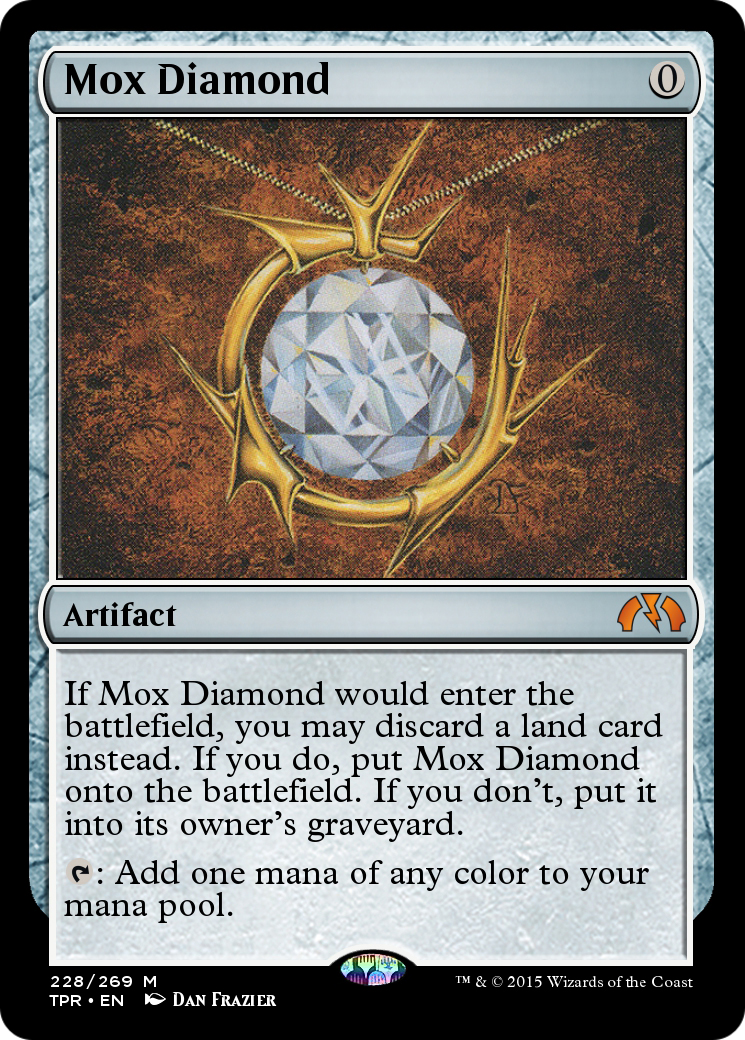 Mox Diamond
0
DF
Artifact
If Mox Diamond would enter the
battlefield, you may discard a land card
instead. If you do, put Mox Diamond
onto the battlefield. If you don't, put it
into its owner's graveyard.
: Add one mana of any color to your
mana pool.
228/269 M
TPR • EN DAN FRAZIER
™ & © 2015 Wizards of the Coast